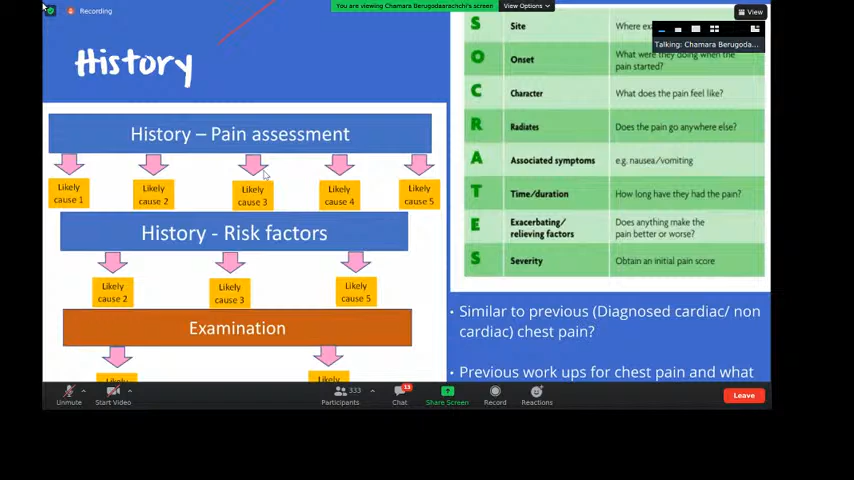 Recording
You are viewing Chamara Berugodaarachchi's screen
View Options
View
Talking: Chamara Berugoda...
History
History – Pain assessment
Likely cause 1
Likely cause 2
Likely cause 3
Likely cause 4
Likely cause 5
History - Risk factors
Likely cause 2
Likely cause 3
Likely cause 5
Examination
Likely
Likely
S Site Where exa
O Onset What were they doing when the pain started?
C Character What does the pain feel like?
R Radiates Does the pain go anywhere else?
A Associated symptoms e.g. nausea/vomiting
T Time/duration How long have they had the pain?
E Exacerbating/ relieving factors Does anything make the pain better or worse?
S Severity Obtain an initial pain score
• Similar to previous (Diagnosed cardiac/ non
cardiac) chest pain?
• Previous work ups for chest pain and what
Unmute
Start Video
333
Participants
13
Chat
Share Screen
Record
Reactions
Leave